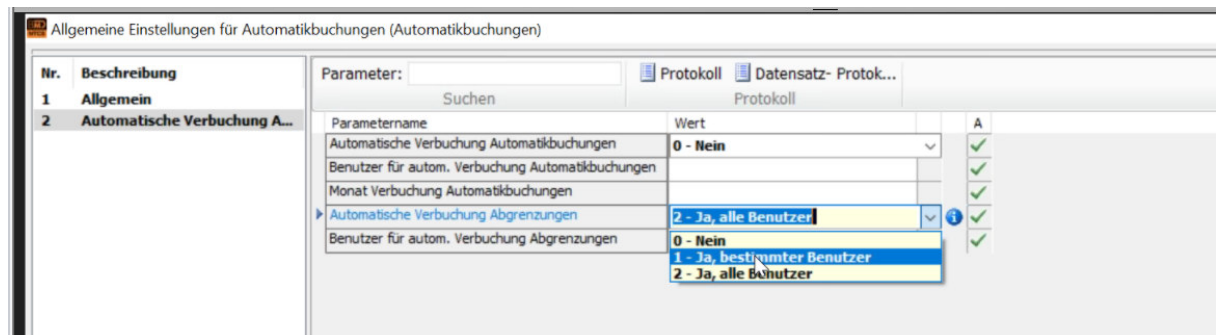 Allgemeine Einstellungen für Automatikbuchungen (Automatikbuchungen)
Nr. Beschreibung
1 Allgemein
2 Automatische Verbuchung A...
Parameter:
Suchen
Protokoll Datensatz- Protok...
Protokoll
Parametername Wert A
Automatische Verbuchung Automatikbuchungen 0 - Nein
Benutzer für autom. Verbuchung Automatikbuchungen
Monat Verbuchung Automatikbuchungen
Automatische Verbuchung Abgrenzungen 2 - Ja, alle Benutzer
Benutzer für autom. Verbuchung Abgrenzungen
0 - Nein
1 - Ja, bestimmter Benutzer
2 - Ja, alle Benutzer